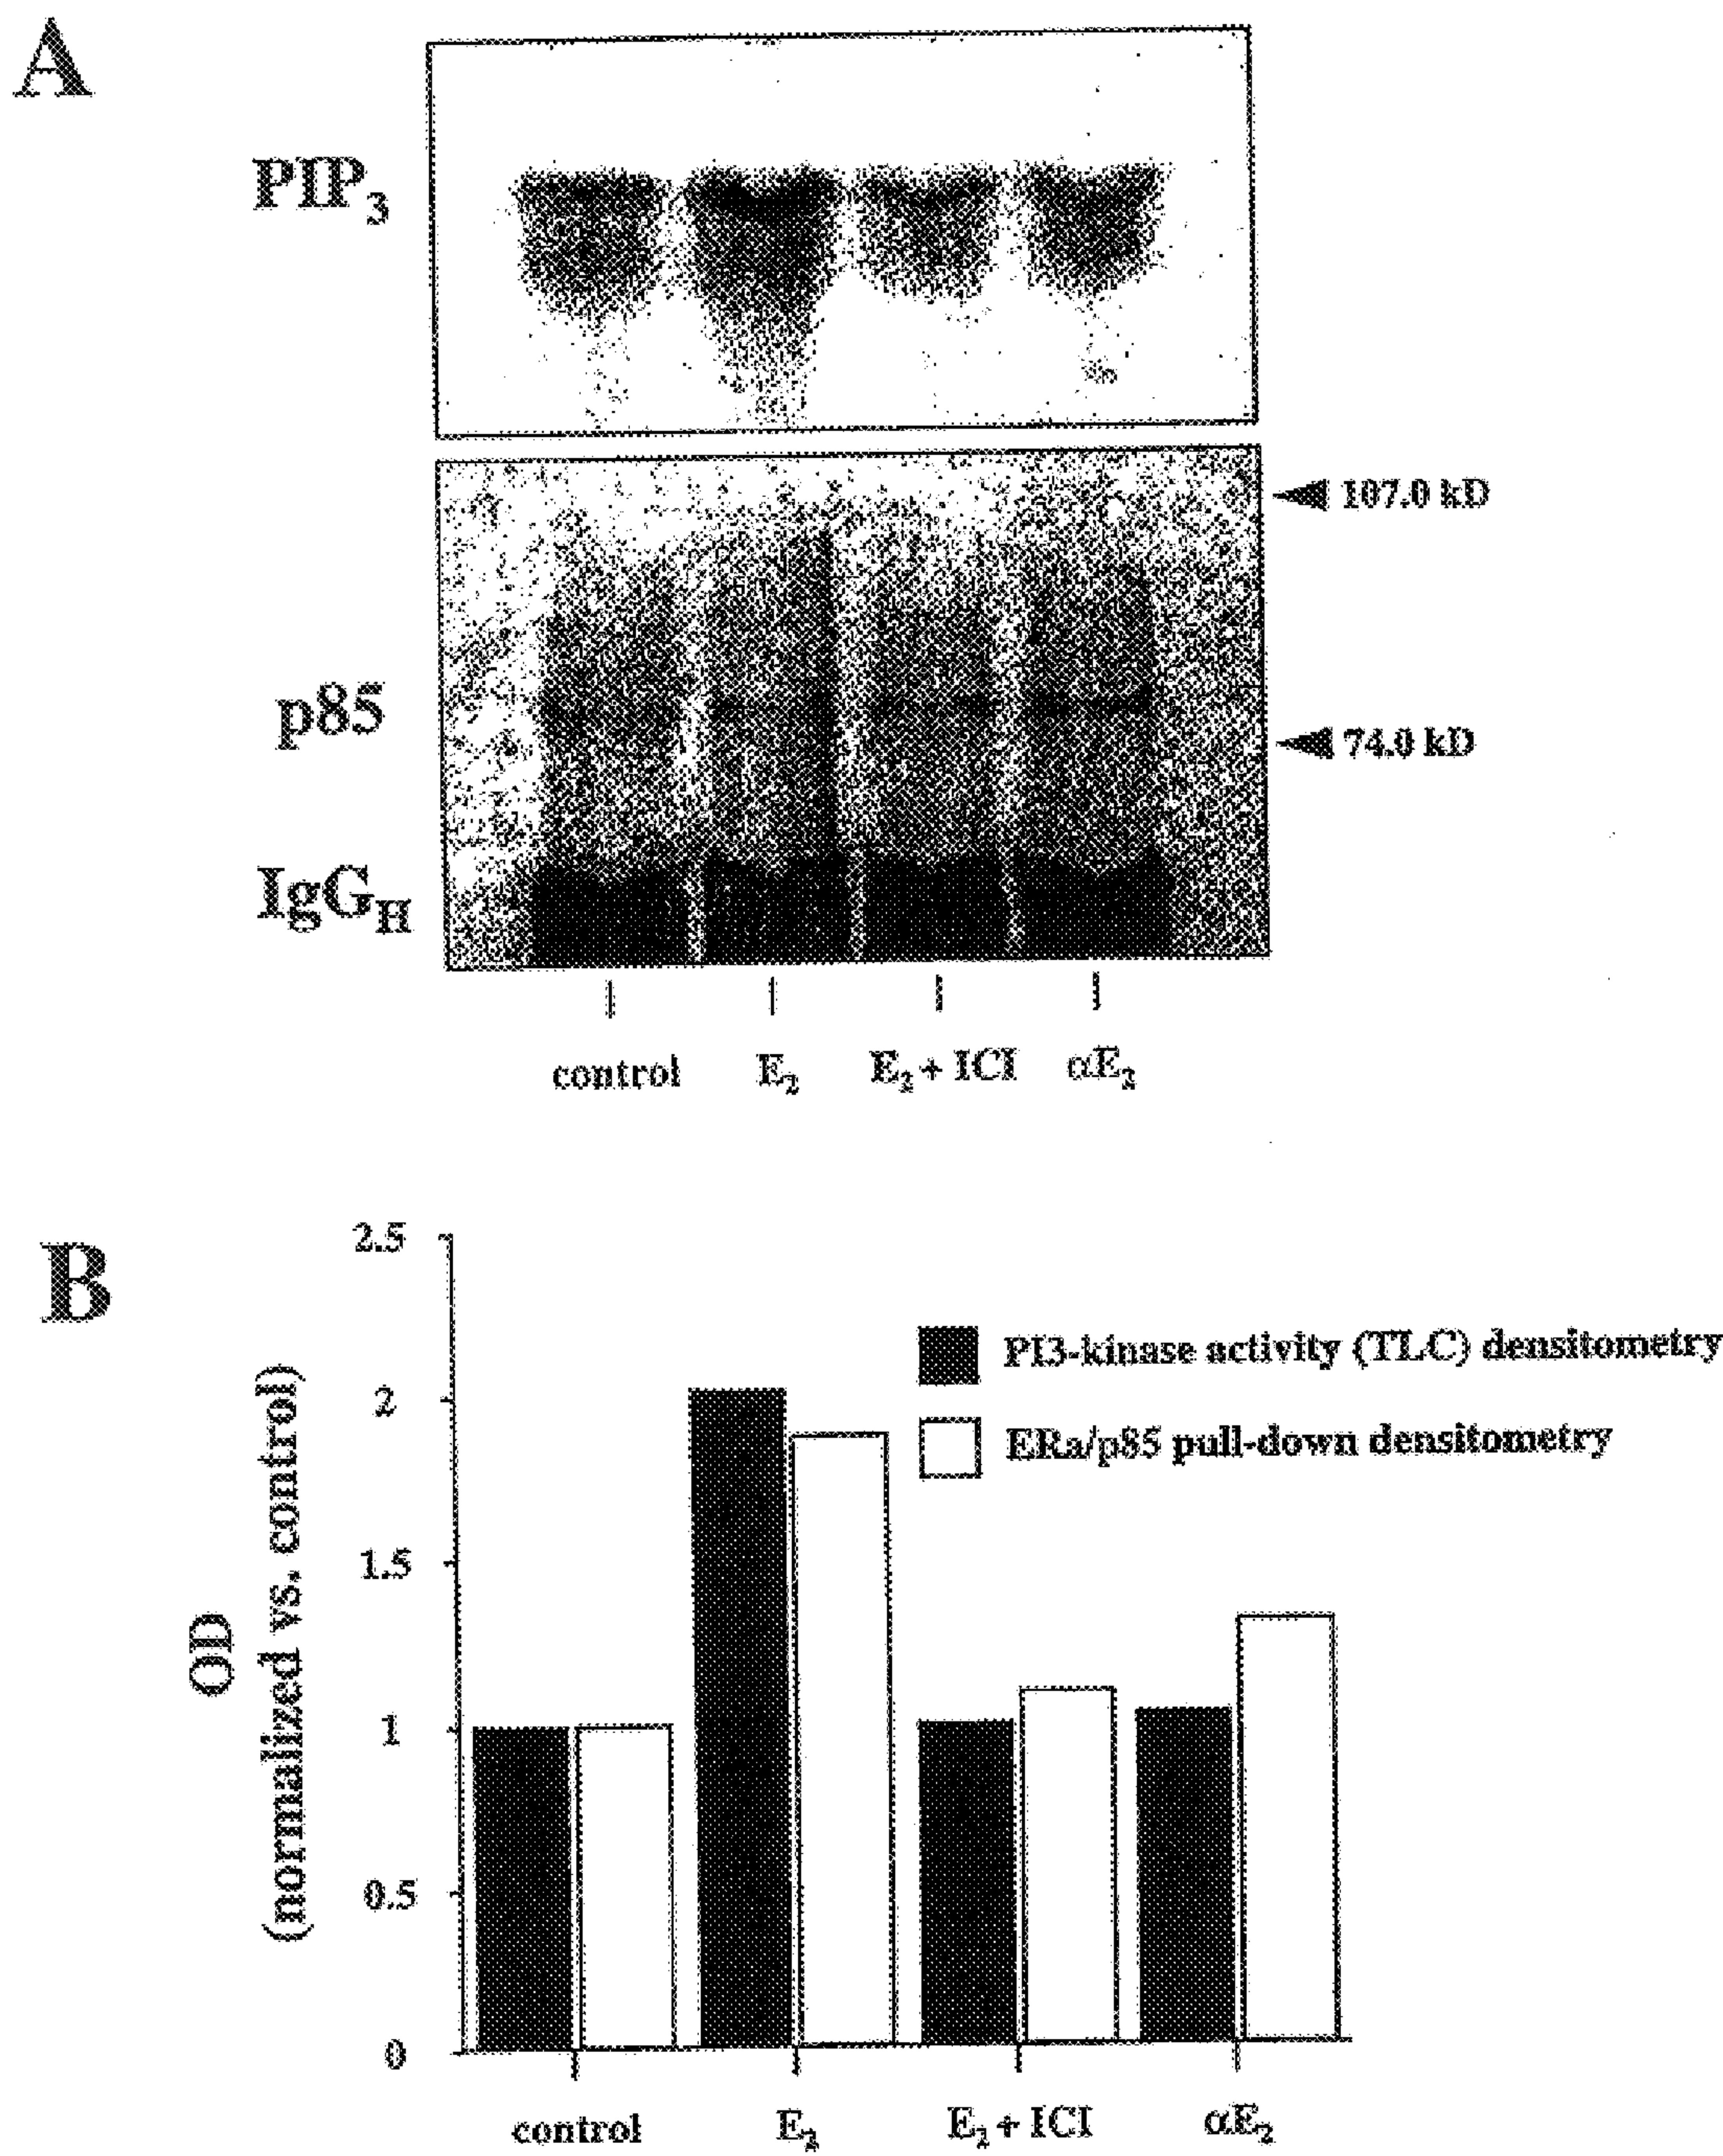 A
PIP₃
107.0 kD
p85
74.0 kD
IgG_H
control E₂ E₂ + ICI αE₂
B
2.5
2
1.5
1
0.5
0
OD
(normalized vs. control)
PI3-kinase activity (TLC) densitometry
ERa/p85 pull-down densitometry
control E₂ E₂ + ICI αE₂